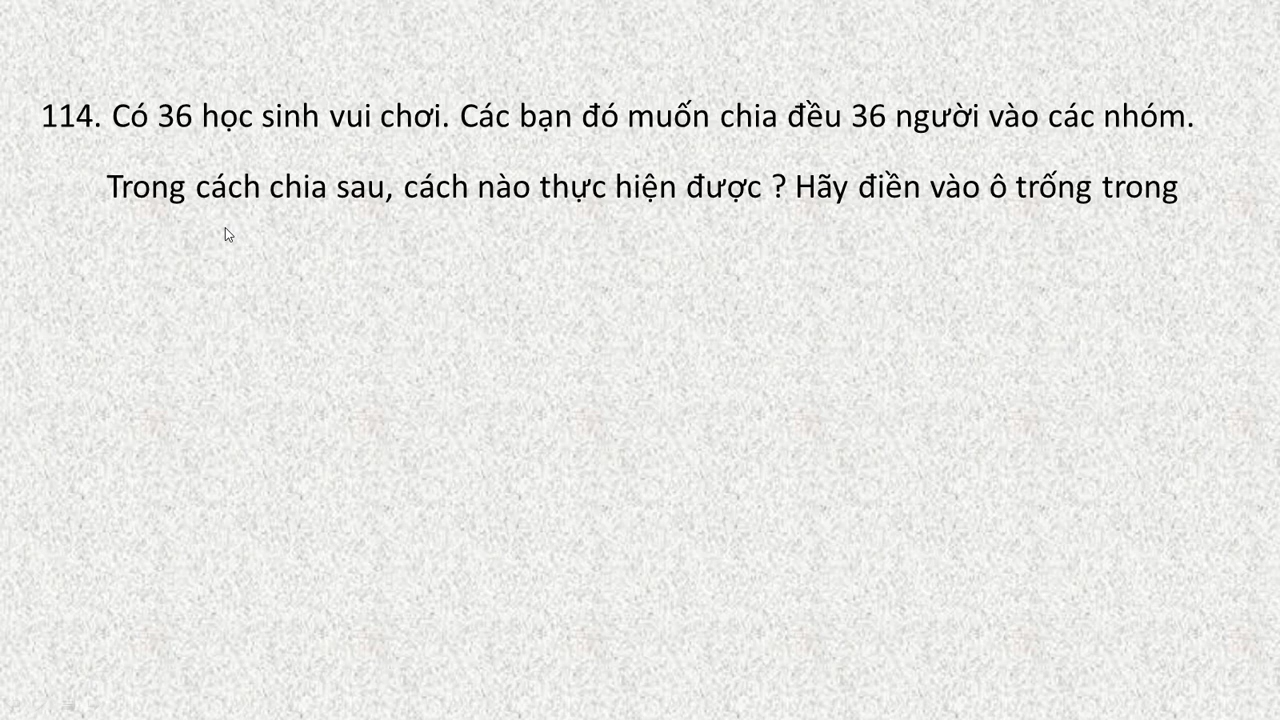 114. Có 36 học sinh vui chơi. Các bạn đó muốn chia đều 36 người vào các nhóm.
Trong cách chia sau, cách nào thực hiện được ? Hãy điền vào ô trống trong